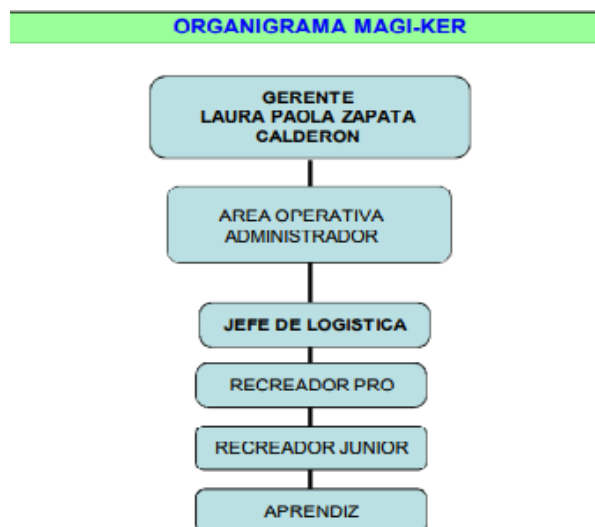 ORGANIGRAMA MAGI-KER
GERENTE
LAURA PAOLA ZAPATA
CALDERON
AREA OPERATIVA
ADMINISTRADOR
JEFE DE LOGISTICA
RECREADOR PRO
RECREADOR JUNIOR
APRENDIZ